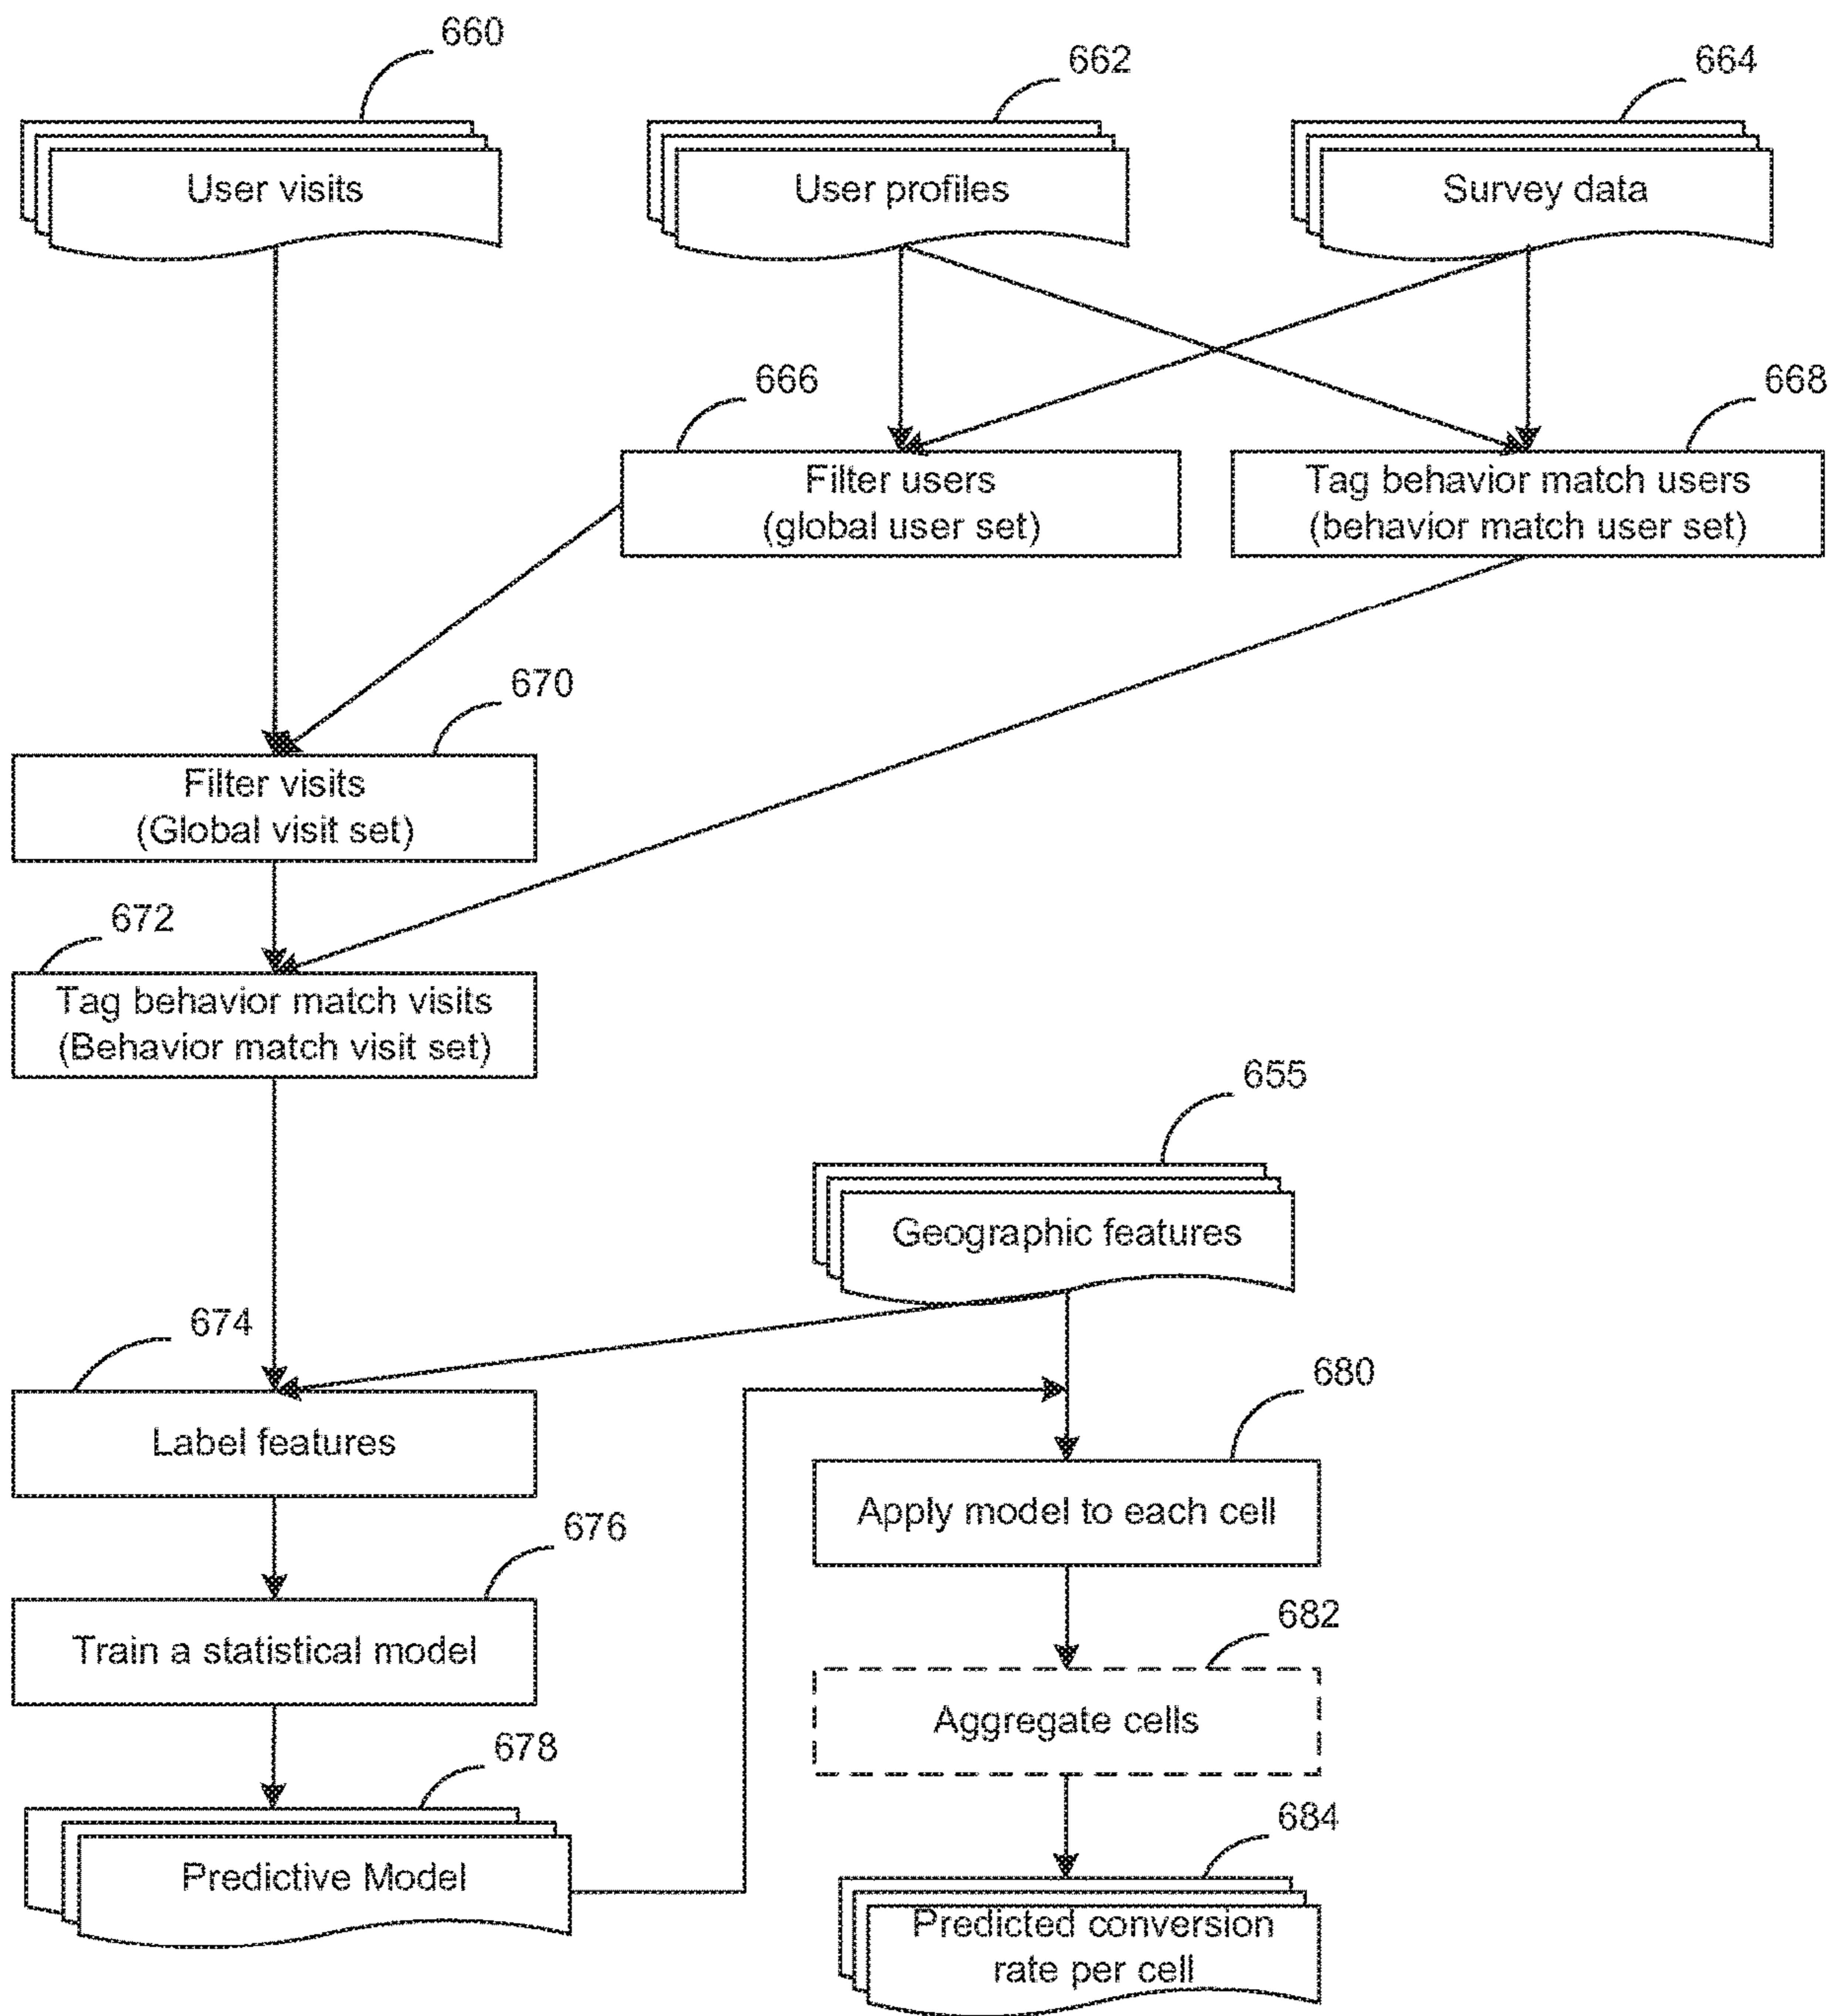 660
662
664
User visits
User profiles
Survey data
666
668
Filter users
(global user set)
Tag behavior match users
(behavior match user set)
670
Filter visits
(Global visit set)
672
Tag behavior match visits
(Behavior match visit set)
655
Geographic features
674
680
Label features
Apply model to each cell
676
682
Train a statistical model
Aggregate cells
678
684
Predictive Model
Predicted conversion
rate per cell